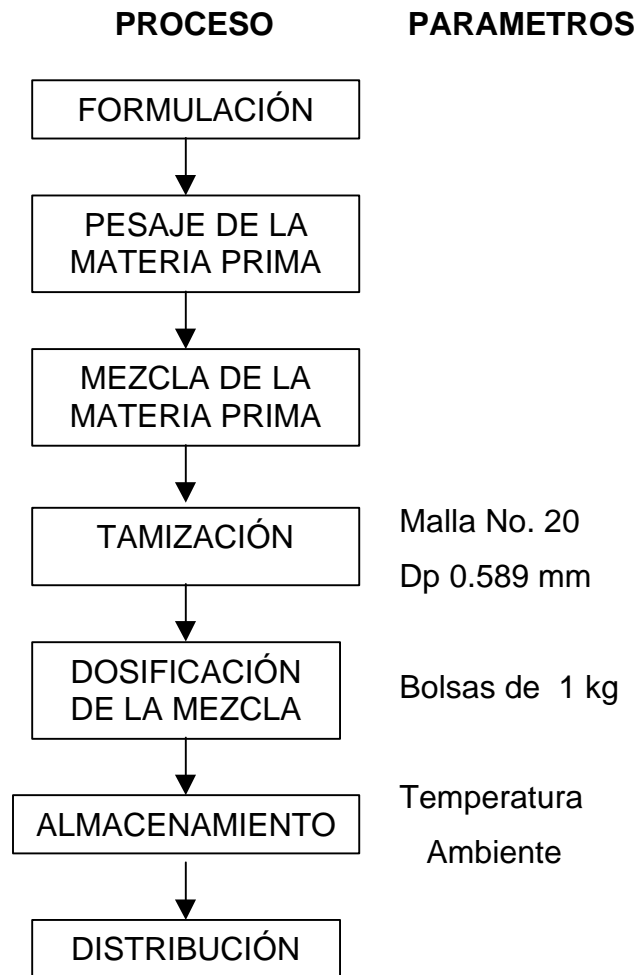 PROCESO PARAMETROS
FORMULACIÓN
PESAJE DE LA
MATERIA PRIMA
MEZCLA DE LA
MATERIA PRIMA
TAMIZACIÓN
Malla No. 20
Dp 0.589 mm
DOSIFICACIÓN
DE LA MEZCLA
Bolsas de 1 kg
ALMACENAMIENTO
Temperatura
Ambiente
DISTRIBUCIÓN